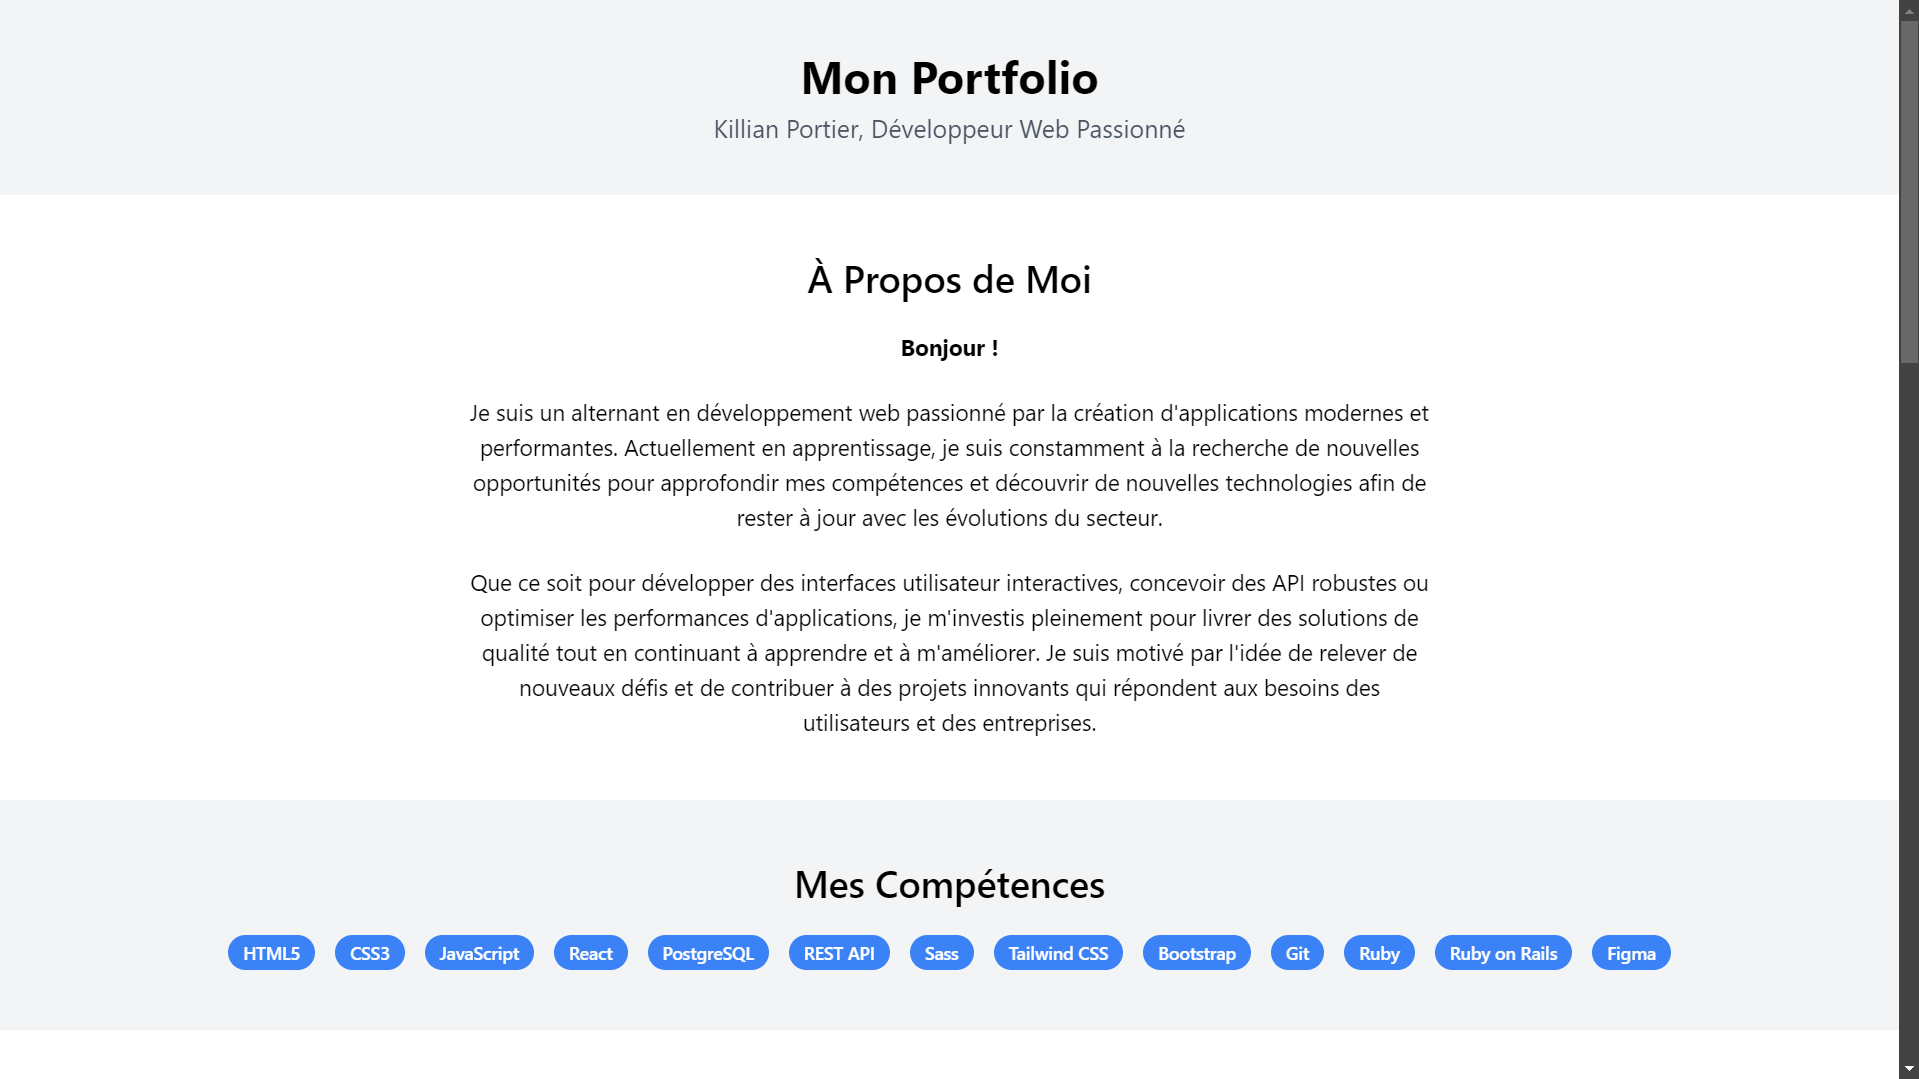 Mon Portfolio
Killian Portier, Développeur Web Passionné
À Propos de Moi
Bonjour !
Je suis un alternant en développement web passionné par la création d'applications modernes et
performantes. Actuellement en apprentissage, je suis constamment à la recherche de nouvelles
opportunités pour approfondir mes compétences et découvrir de nouvelles technologies afin de
rester à jour avec les évolutions du secteur.
Que ce soit pour développer des interfaces utilisateur interactives, concevoir des API robustes ou
optimiser les performances d'applications, je m'investis pleinement pour livrer des solutions de
qualité tout en continuant à apprendre et à m'améliorer. Je suis motivé par l'idée de relever de
nouveaux défis et de contribuer à des projets innovants qui répondent aux besoins des
utilisateurs et des entreprises.
Mes Compétences
HTML5 CSS3 JavaScript React PostgreSQL REST API Sass Tailwind CSS Bootstrap Git Ruby Ruby on Rails Figma